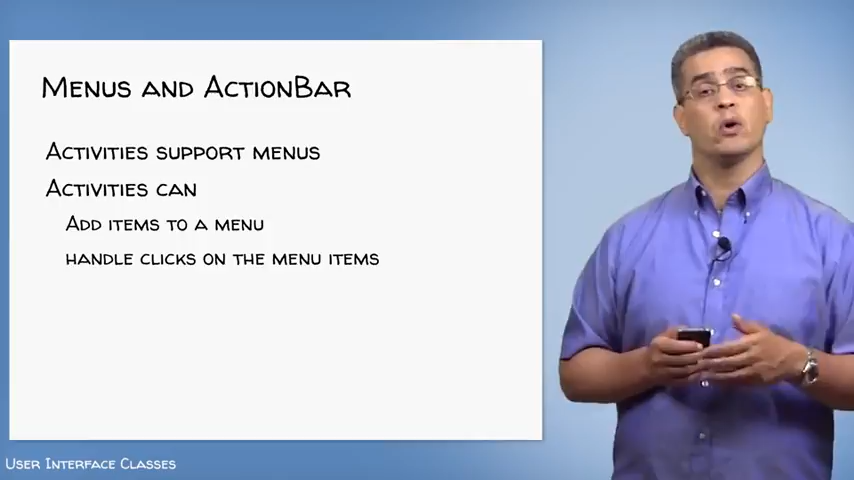 Menus and ActionBar
Activities support menus
Activities can
Add items to a menu
handle clicks on the menu items
User Interface Classes